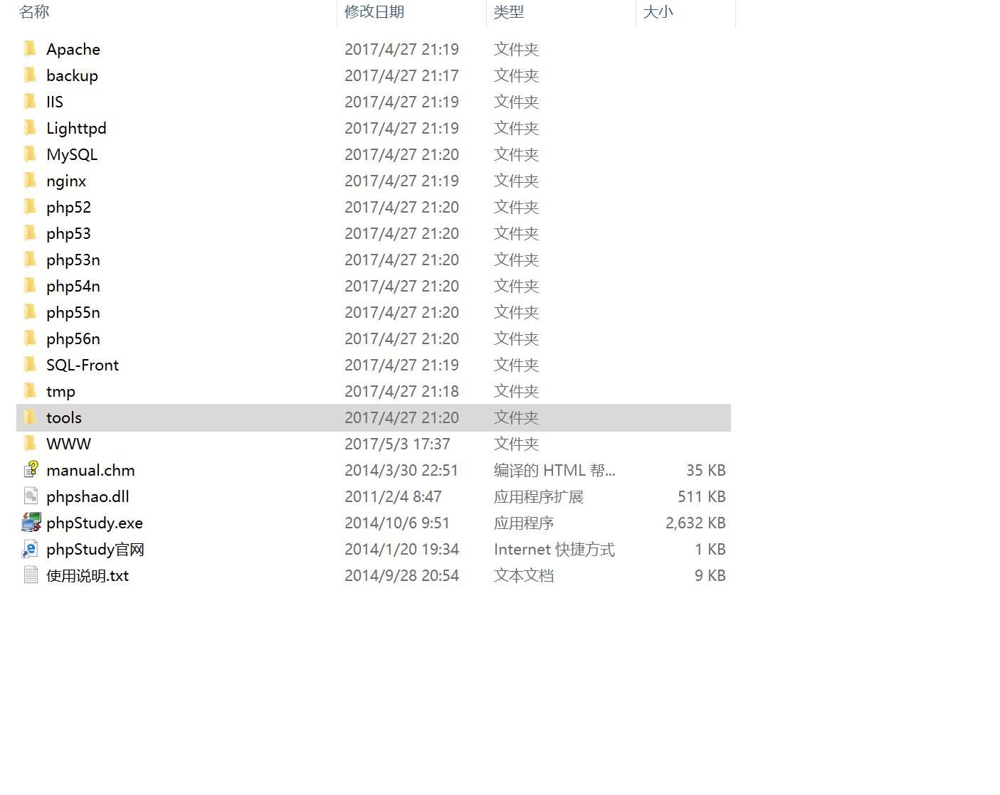 名称 修改日期 类型 大小
Apache 2017/4/27 21:19 文件夹
backup 2017/4/27 21:17 文件夹
IIS 2017/4/27 21:19 文件夹
Lighttpd 2017/4/27 21:19 文件夹
MySQL 2017/4/27 21:20 文件夹
nginx 2017/4/27 21:19 文件夹
php52 2017/4/27 21:20 文件夹
php53 2017/4/27 21:20 文件夹
php53n 2017/4/27 21:20 文件夹
php54n 2017/4/27 21:20 文件夹
php55n 2017/4/27 21:20 文件夹
php56n 2017/4/27 21:20 文件夹
SQL-Front 2017/4/27 21:19 文件夹
tmp 2017/4/27 21:18 文件夹
tools 2017/4/27 21:20 文件夹
WWW 2017/5/3 17:37 文件夹
manual.chm 2014/3/30 22:51 编译的 HTML 帮... 35 KB
phpshao.dll 2011/2/4 8:47 应用程序扩展 511 KB
phpStudy.exe 2014/10/6 9:51 应用程序 2,632 KB
phpStudy官网 2014/1/20 19:34 Internet 快捷方式 1 KB
使用说明.txt 2014/9/28 20:54 文本文档 9 KB